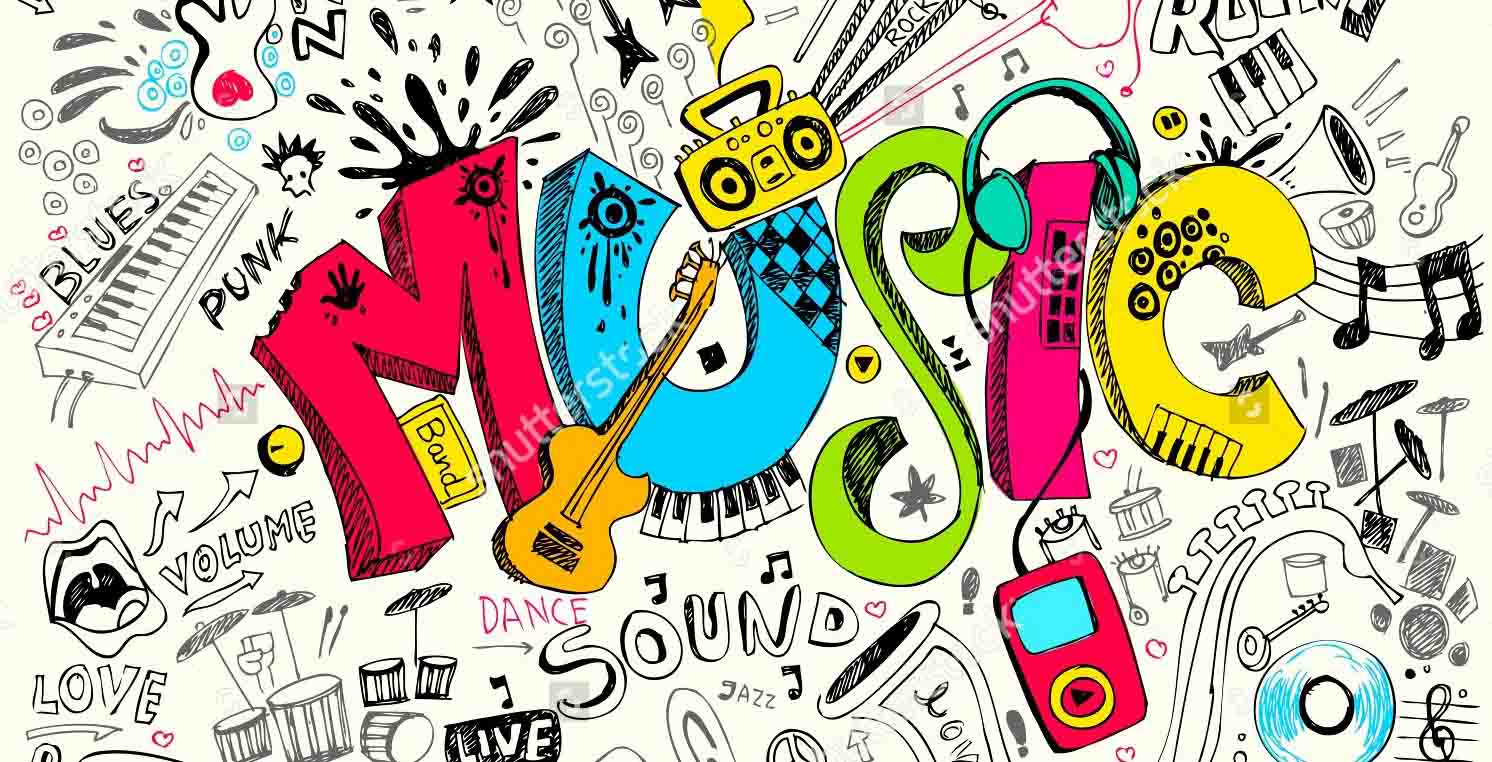 ROCK
BLUES
PUNK
MUSIC
Band
VOLUME
DANCE
SOUND
LOVE
JAZZ
LIVE
shutterstock